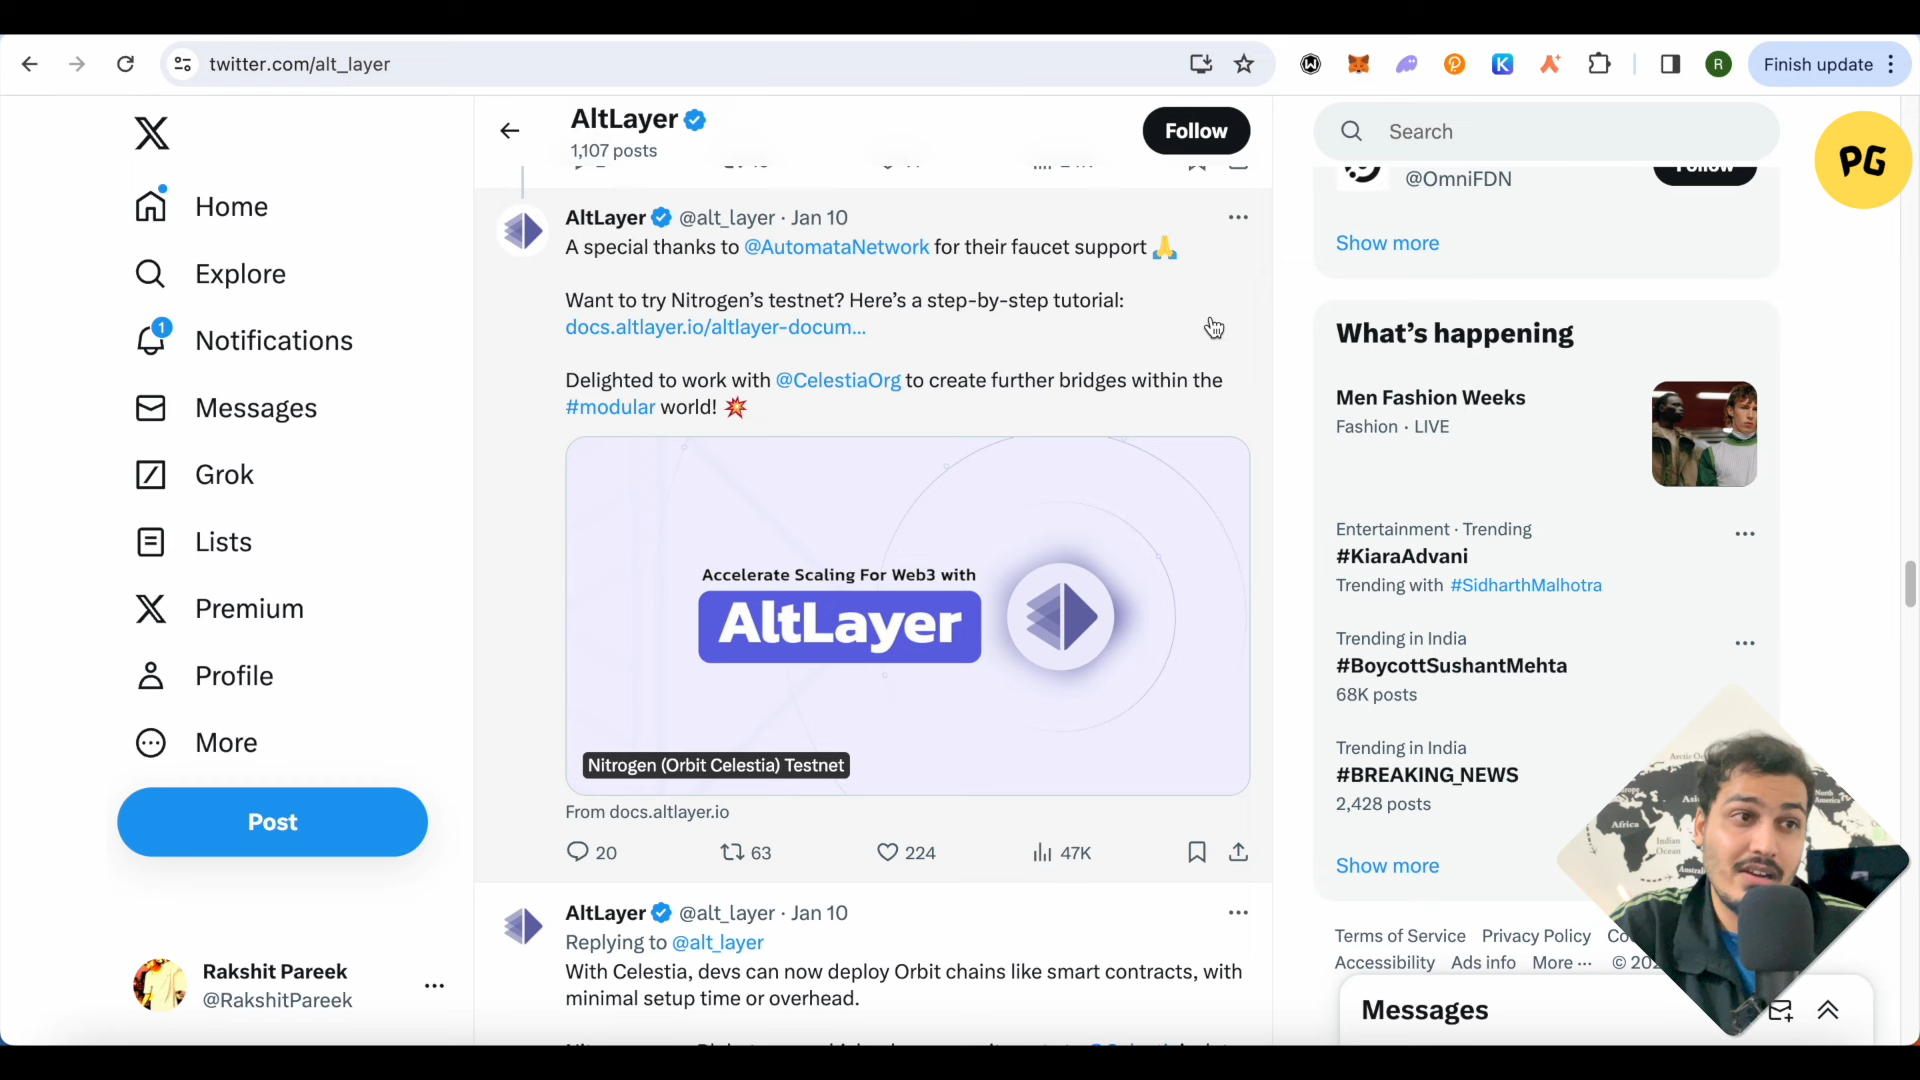 twitter.com/alt_layer
Finish update
R
PG
AltLayer
1,107 posts
Follow
Search
Home
Explore
1
Notifications
Messages
Grok
Lists
Premium
Profile
More
Post
Rakshit Pareek
@RakshitPareek
AltLayer @alt_layer · Jan 10
A special thanks to @AutomataNetwork for their faucet support
Want to try Nitrogen’s testnet? Here’s a step-by-step tutorial:
docs.altlayer.io/altlayer-docum...
Delighted to work with @CelestiaOrg to create further bridges within the
#modular world!
Accelerate Scaling For Web3 with
AltLayer
Nitrogen (Orbit Celestia) Testnet
From docs.altlayer.io
20 63 224 47K
AltLayer @alt_layer · Jan 10
Replying to @alt_layer
With Celestia, devs can now deploy Orbit chains like smart contracts, with
minimal setup time or overhead.
@OmniFDN
Follow
Show more
What’s happening
Men Fashion Weeks
Fashion · LIVE
Entertainment · Trending
#KiaraAdvani
Trending with #SidharthMalhotra
Trending in India
#BoycottSushantMehta
68K posts
Trending in India
#BREAKING_NEWS
2,428 posts
Show more
Terms of Service Privacy Policy
Accessibility Ads info More ··· ©
Messages
Africa
Indian
Ocean
North
America